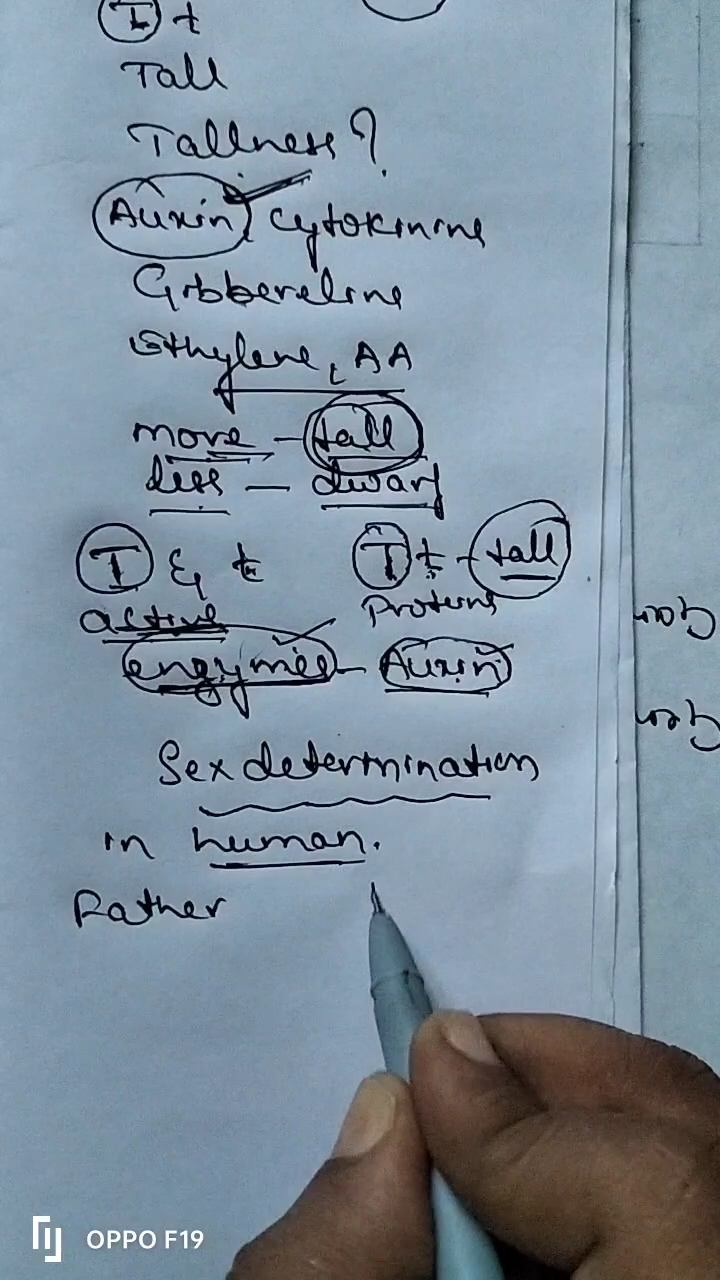 T t
Tall
Tallness?
Auxin, Cytokinins
Gibbereline
Ethylene, AA
more - tall
less - dwarf
T & t Tt - tall
active Proteins
enzymes - Auxin
Sex determination
in human.
Father
OPPO F19